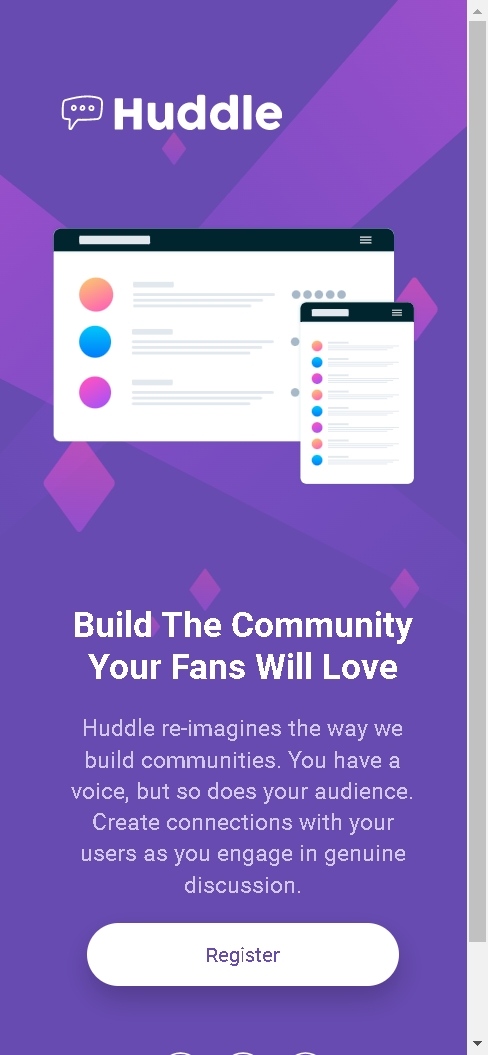 Huddle
Build The Community
Your Fans Will Love
Huddle re-imagines the way we
build communities. You have a
voice, but so does your audience.
Create connections with your
users as you engage in genuine
discussion.
Register